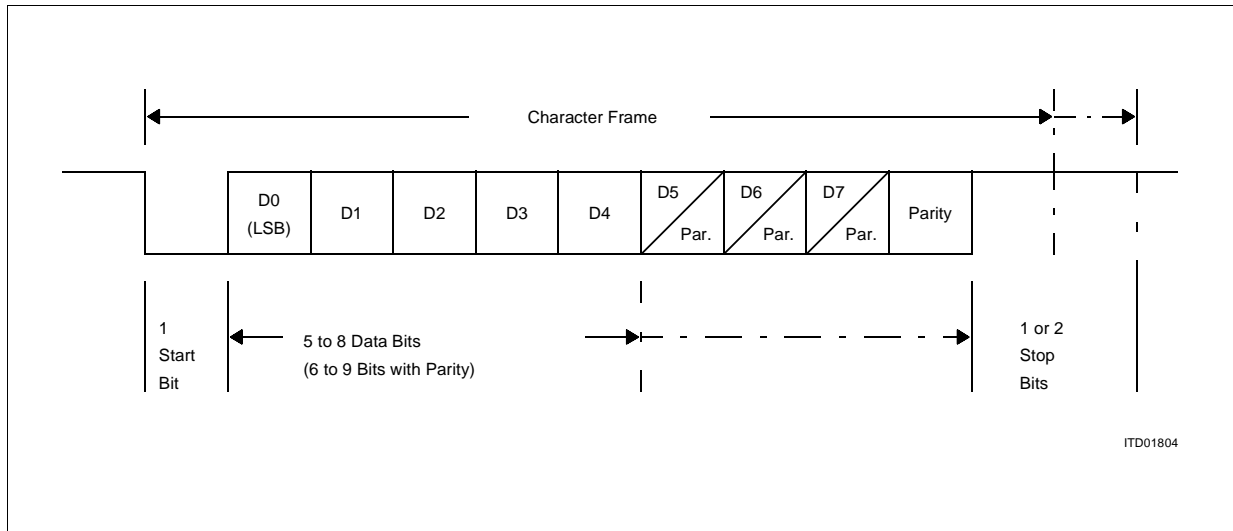 Character Frame
D0
(LSB)
D1
D2
D3
D4
D5
Par.
D6
Par.
D7
Par.
Parity
1
Start
Bit
5 to 8 Data Bits
(6 to 9 Bits with Parity)
1 or 2
Stop
Bits
ITD01804